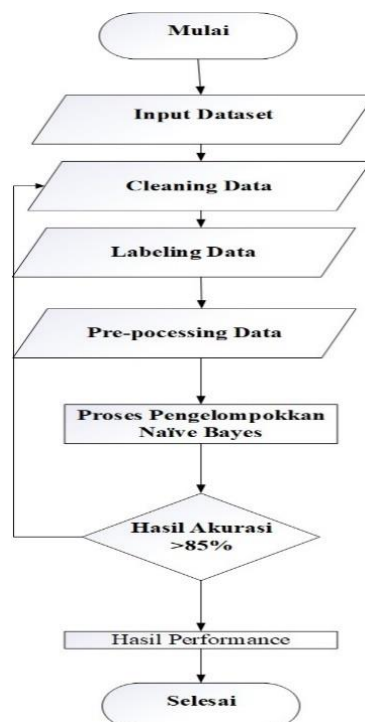 Mulai
Input Dataset
Cleaning Data
Labeling Data
Pre-pocessing Data
Proses Pengelompokkan
Naïve Bayes
Hasil Akurasi
>85%
Hasil Performance
Selesai